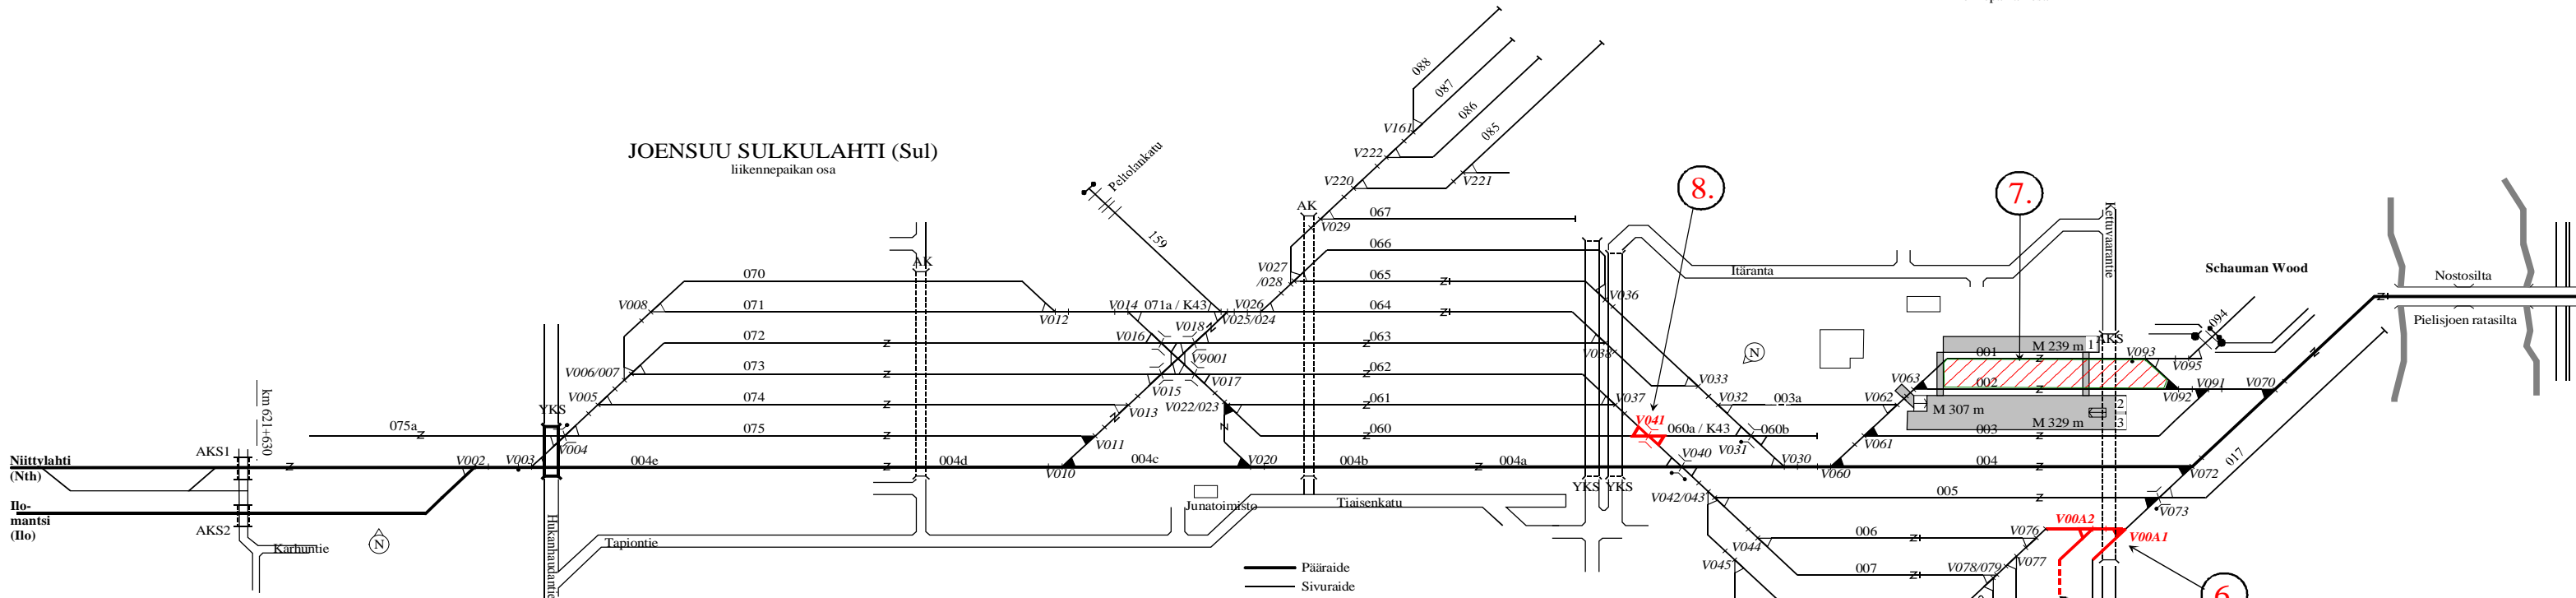 JOENSUU SULKULAHTI (Sul)
liikennepaikan osa
088
087
086
085
V161
V222
V220
V221
067
V029
066
V027
/028
065
064
063
062
061
060
Peltolankatu
159
AK
AK
070
071
072
073
074
075
075a
V008
V006/007
V005
V004
YKS
V012
V014
071a / K43
V016
V018
V026
V025/024
V9001
V015
V017
V013
V022/023
V011
V010
V020
km 621+630
AKS1
AKS2
Niittylahti
(Nth)
Ilo-
mantsi
(Ilo)
Karhuntie
N
V002
V003
004e
004d
004c
004b
004a
Hukanhaudantie
Tapiontie
Junatoimisto
Tiaisenkatu
Pääraide
Sivuraide
YKS
YKS
8.
7.
6.
Itäranta
Kettuvaarantie
V036
V038
V033
V037
V032
003a
V041
060a / K43
060b
V031
V030
V040
V042/043
V044
V045
N
V063
V062
V061
V060
001
002
003
004
005
006
007
M 239 m
1
M 307 m
2
M 329 m
3
AKS
V093
V095
094
V092
V091
V070
V072
017
V073
V076
V077
V078/079
V00A2
V00A1
Schauman Wood
Nostosilta
Pielisjoen ratasilta